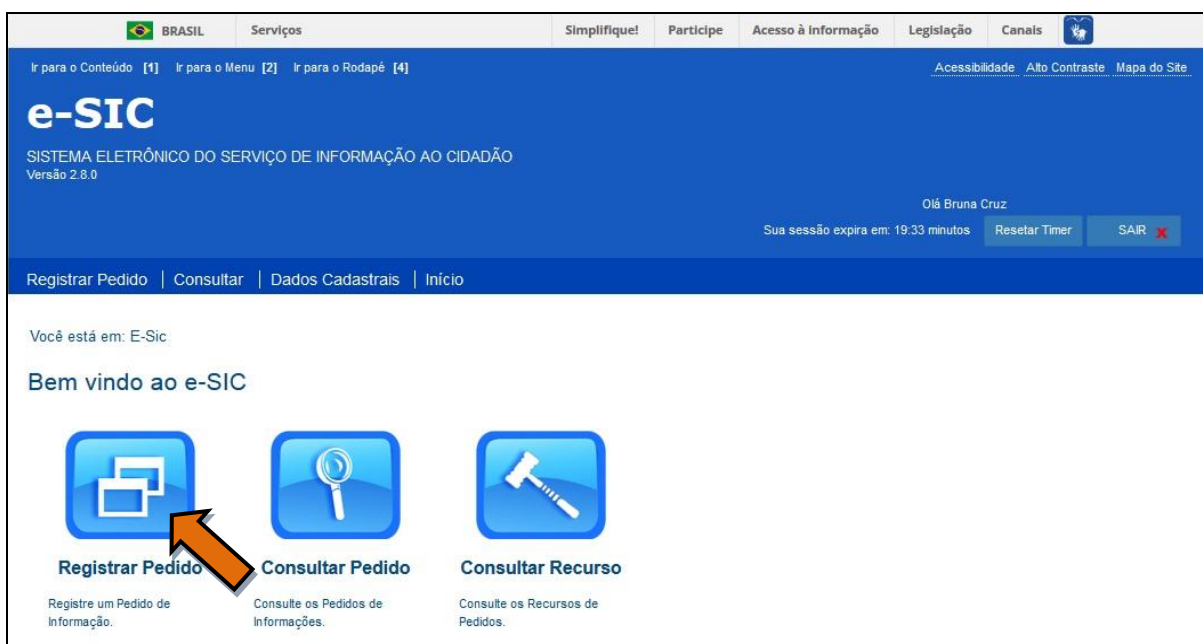 BRASIL Serviços Simplifique! Participe Acesso à informação Legislação Canais
Ir para o Conteúdo [1] Ir para o Menu [2] Ir para o Rodapé [4] Acessibilidade Alto Contraste Mapa do Site
e-SIC
SISTEMA ELETRÔNICO DO SERVIÇO DE INFORMAÇÃO AO CIDADÃO
Versão 2.8.0
Olá Bruna Cruz
Sua sessão expira em: 19:33 minutos Resetar Timer SAIR X
Registrar Pedido | Consultar | Dados Cadastrais | Início
Você está em: E-Sic
Bem vindo ao e-SIC
Registrar Pedido Consultar Pedido Consultar Recurso
Registre um Pedido de Consulte os Pedidos de Consulte os Recursos de
Informação. Informações. Pedidos.